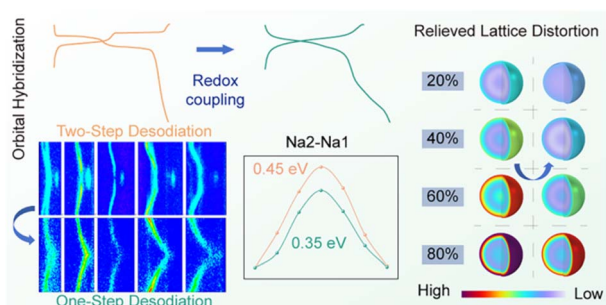 Orbital Hybridization
Redox
coupling
Two-Step Desodiation
One-Step Desodiation
Na2-Na1
0.45 eV
0.35 eV
Relieved Lattice Distortion
20%
40%
60%
80%
High
Low